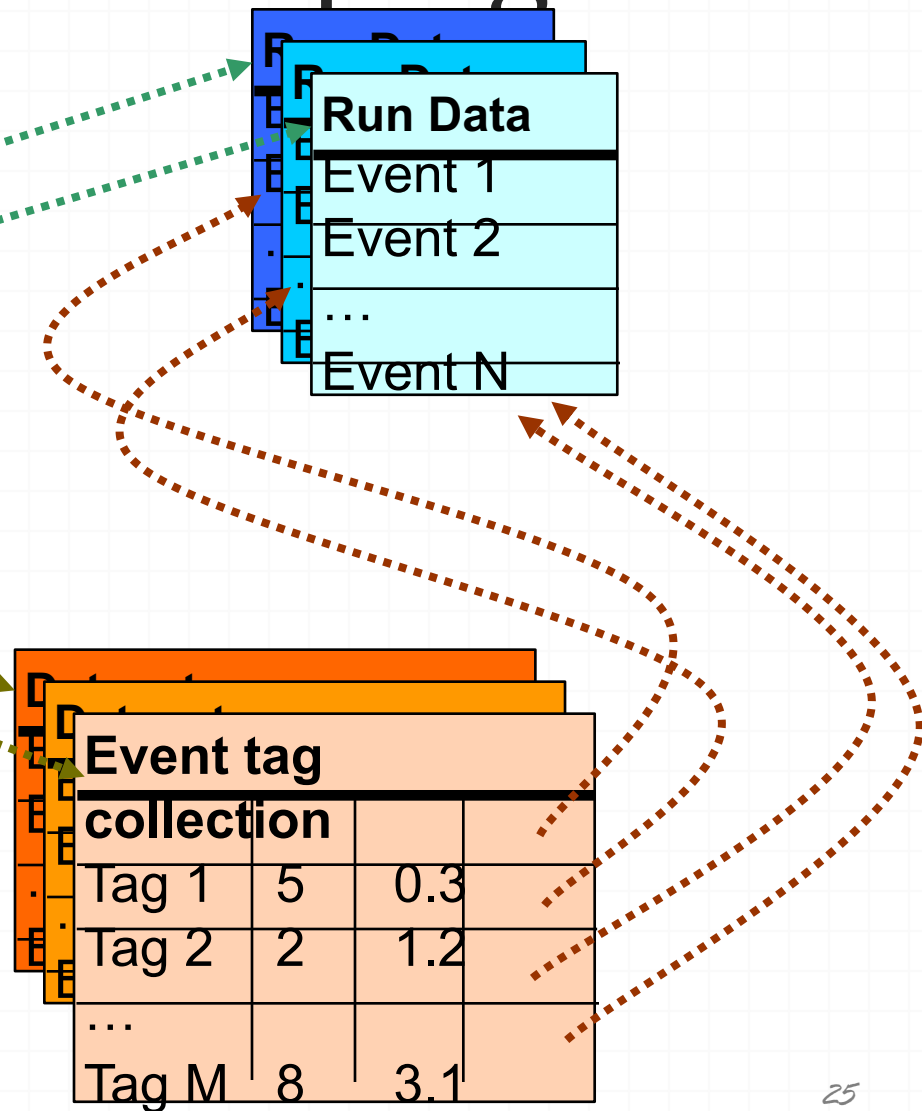 Run Data
Event 1
Event 2
…
Event N
Event tag
collection
Tag 1 5 0.3
Tag 2 2 1.2
…
Tag M 8 3.1
25